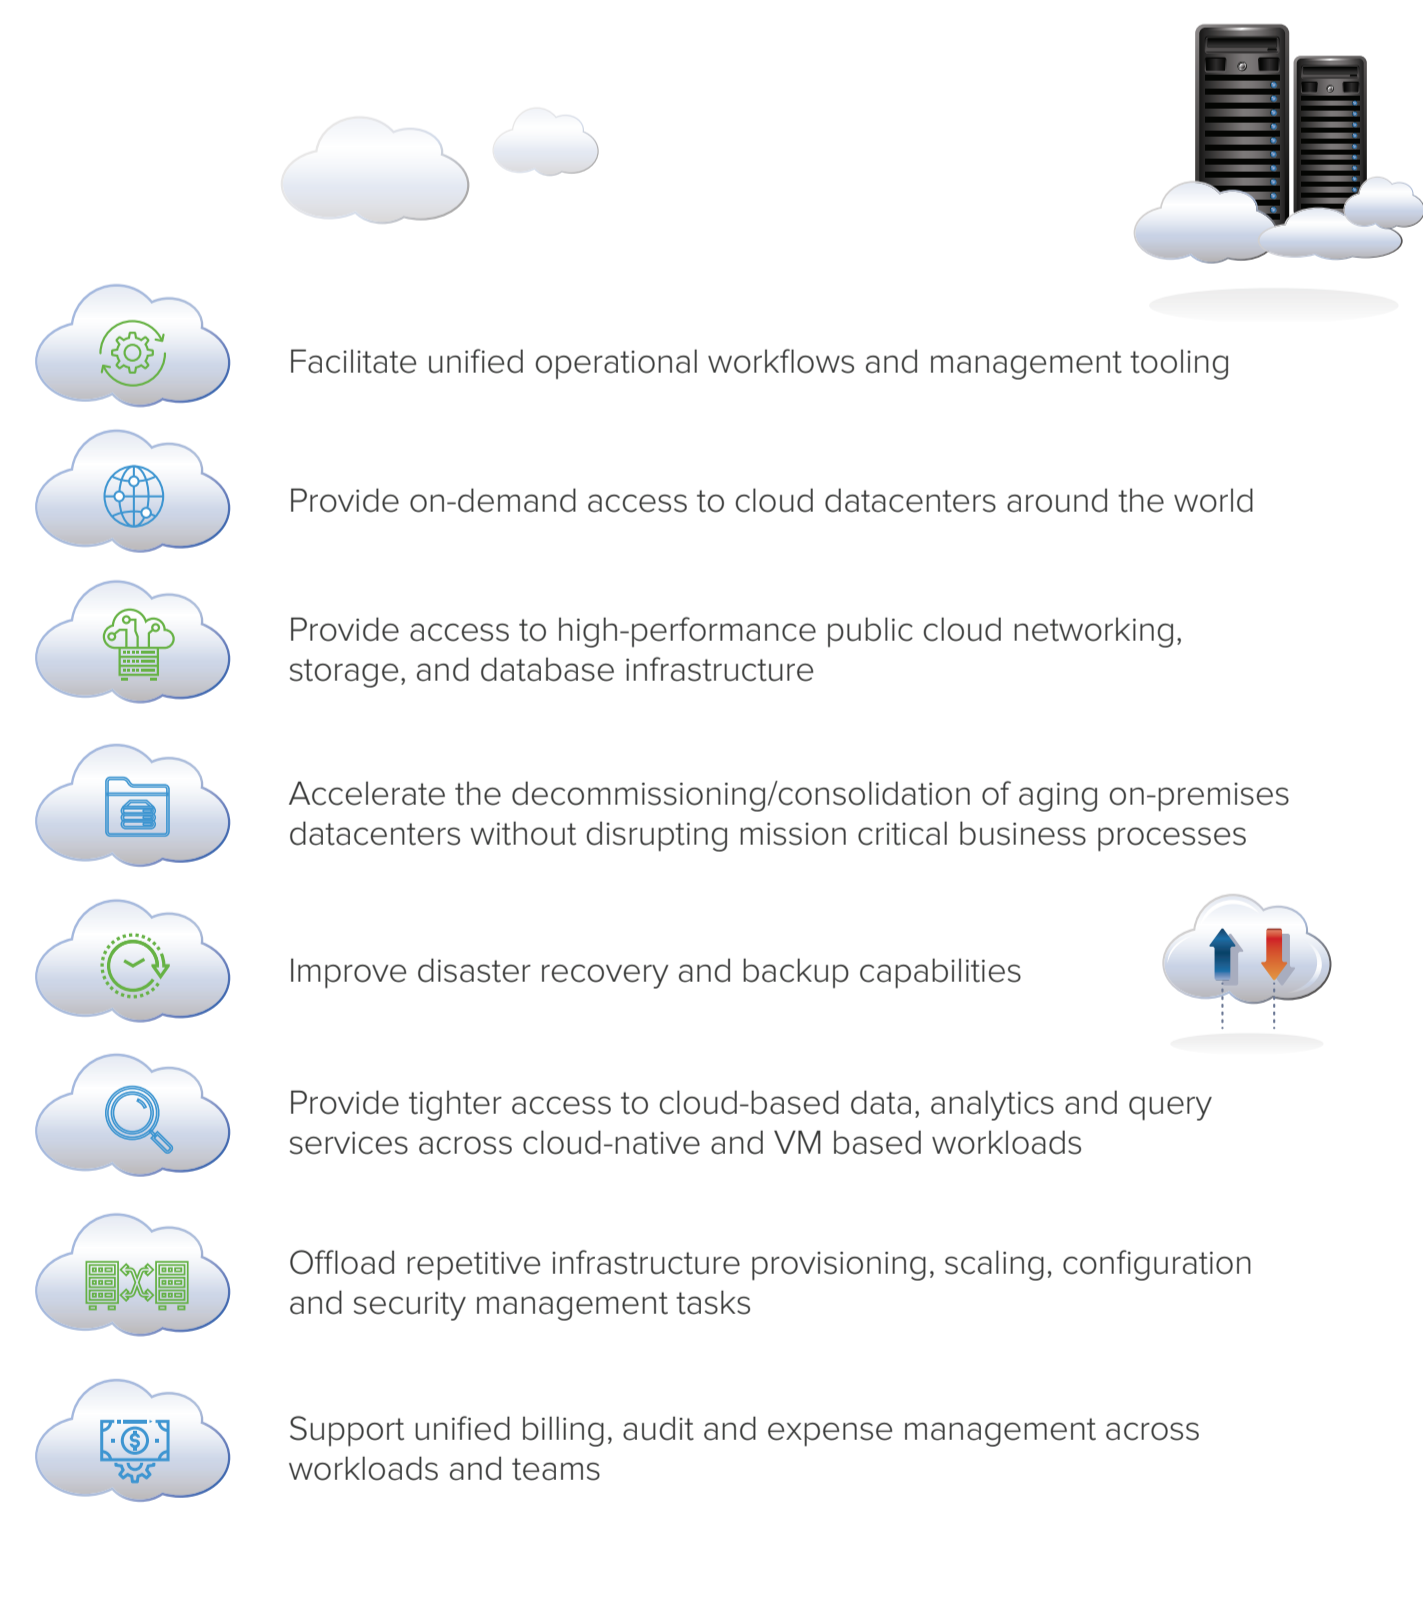 Facilitate unified operational workflows and management tooling
Provide on-demand access to cloud datacenters around the world
Provide access to high-performance public cloud networking,
storage, and database infrastructure
Accelerate the decommissioning/consolidation of aging on-premises
datacenters without disrupting mission critical business processes
Improve disaster recovery and backup capabilities
Provide tighter access to cloud-based data, analytics and query
services across cloud-native and VM based workloads
Offload repetitive infrastructure provisioning, scaling, configuration
and security management tasks
Support unified billing, audit and expense management across
workloads and teams